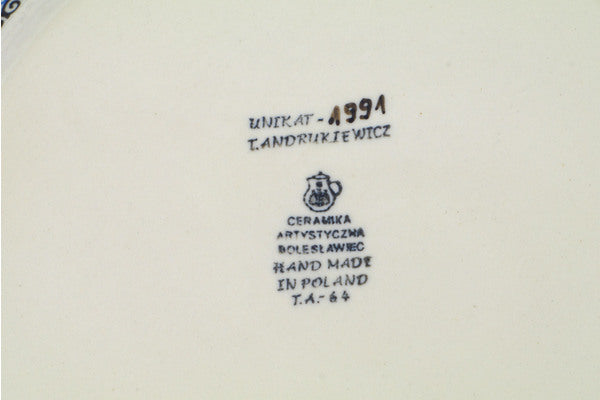 UNIKAT - 1991
T. ANDRUKIEWICZ
CERAMIKA
ARTYSTYCZNA
BOLESŁAWIEC
HAND MADE
IN POLAND
T.A.-64